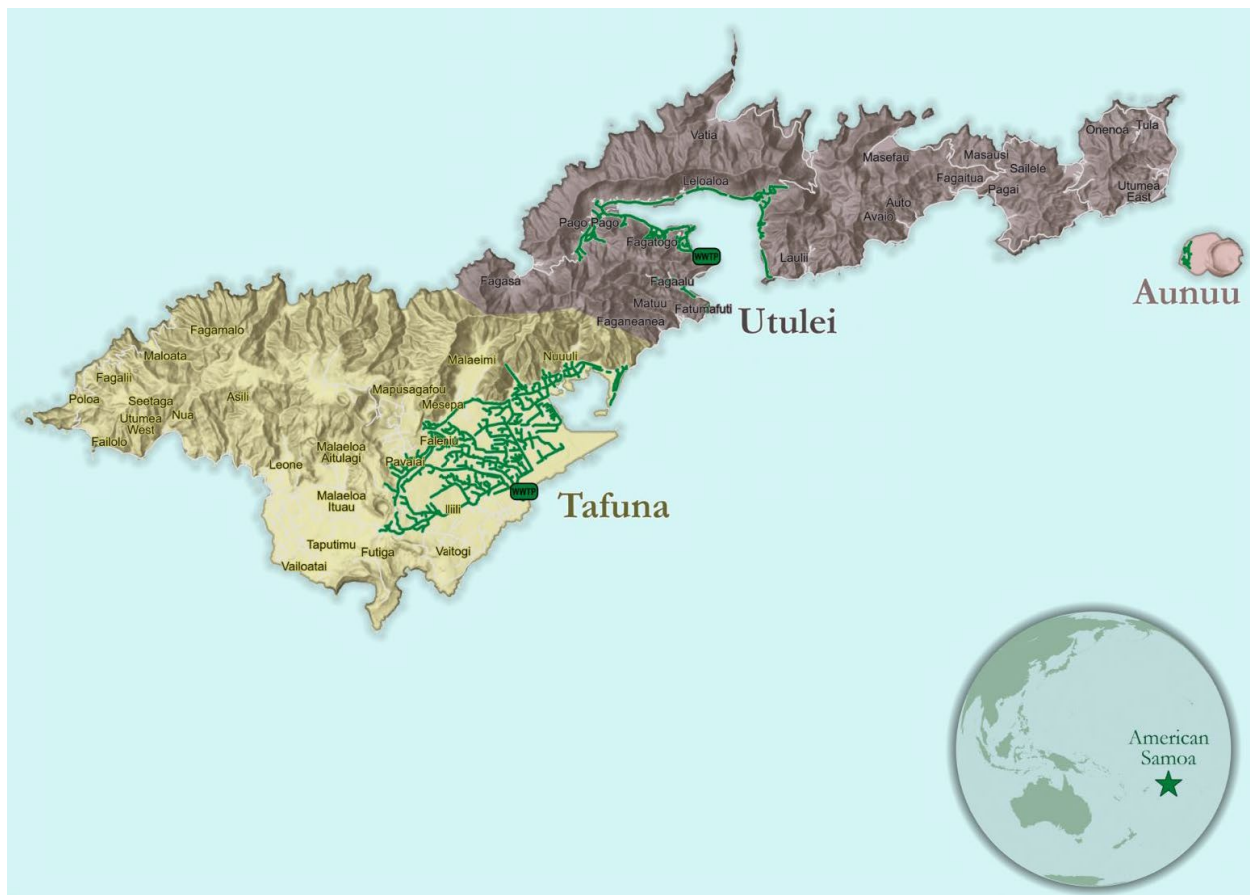 Vatia
Onenoa
Tula
Masefau
Masausi
Sailele
Fagaitua
Pagai
Leloaloa
Utumea
East
Auto
Avaio
Pago Pago
Fagatogo
WWTP
Laulii
Fagasa
Fagaalu
Matuu
Fatumafuti
Faganeanea
Utulei
Aunuu
Fagamalo
Maloata
Malaeimi
Nuuuli
Fagalii
Poloa
Seetaga
Asili
Mapusagafou
Mesepa
Utumea
West
Nua
Failolo
Faleniu
Malaeloa
Aitulagi
Pavaiai
Leone
WWTP
Tafuna
Malaeloa
Ituau
Iliili
Taputimu
Futiga
Vaitogi
Vailoatai
American
Samoa